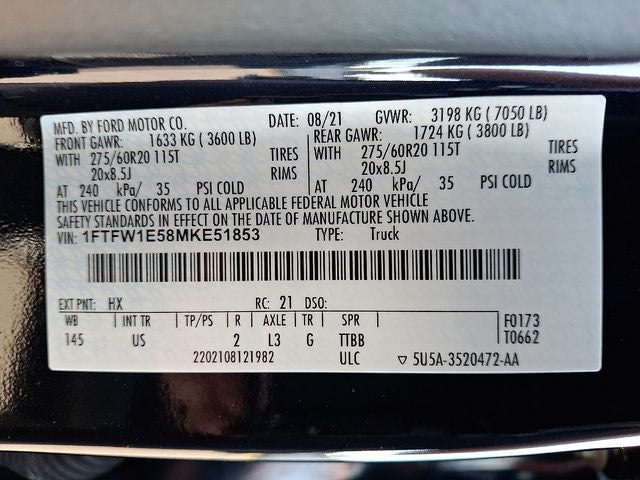 MFD. BY FORD MOTOR CO. DATE: 08/21 GVWR: 3198 KG ( 7050 LB)
FRONT GAWR: 1633 KG ( 3600 LB) REAR GAWR: 1724 KG ( 3800 LB)
WITH 275/60R20 115T TIRES WITH 275/60R20 115T TIRES
20x8.5J RIMS 20x8.5J RIMS
AT 240 kPa/ 35 PSI COLD AT 240 kPa/ 35 PSI COLD
THIS VEHICLE CONFORMS TO ALL APPLICABLE FEDERAL MOTOR VEHICLE
SAFETY STANDARDS IN EFFECT ON THE DATE OF MANUFACTURE SHOWN ABOVE.
VIN: 1FTFW1E58MKE51853 TYPE: Truck
EXT PNT: HX RC: 21 DSO:
WB INT TR TP/PS R AXLE TR SPR F0173
145 US 2 L3 G TTBB T0662
2202108121982 ULC ▽ 5U5A-3520472-AA